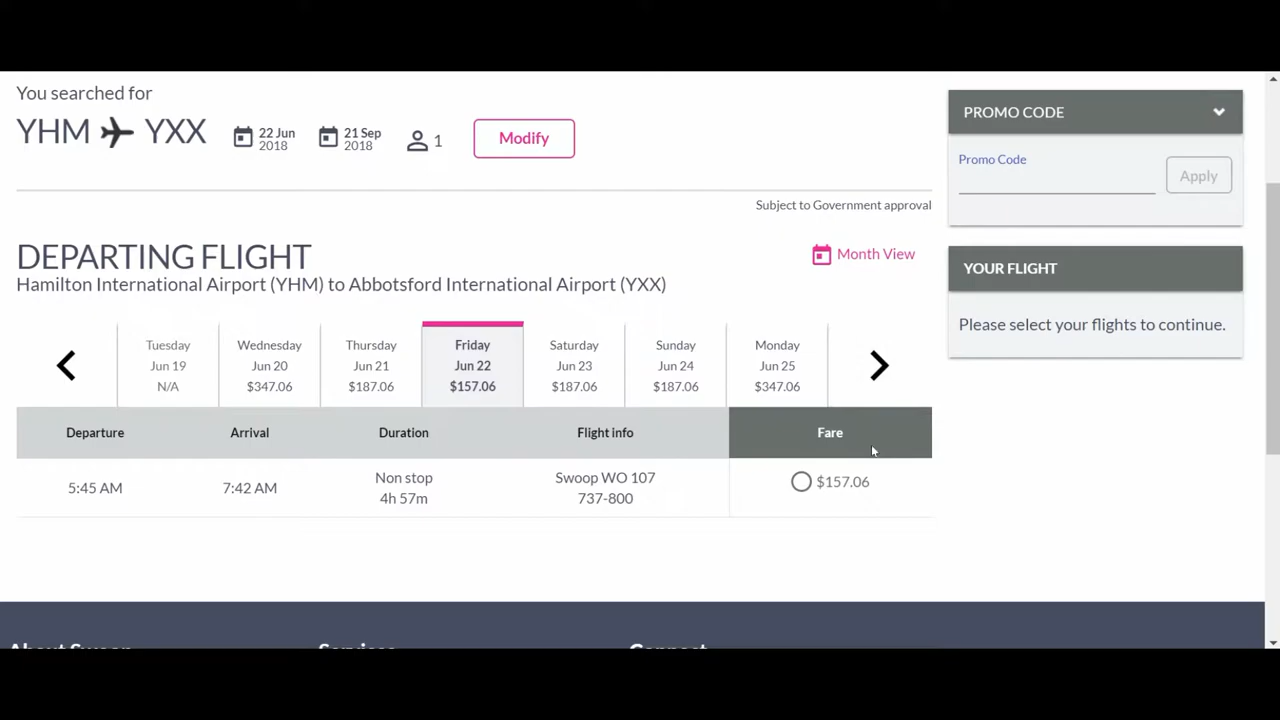 You searched for
YHM YXX
22 Jun
2018
21 Sep
2018
1
Modify
Subject to Government approval
DEPARTING FLIGHT
Month View
Hamilton International Airport (YHM) to Abbotsford International Airport (YXX)
Tuesday
Jun 19
N/A
Wednesday
Jun 20
$347.06
Thursday
Jun 21
$187.06
Friday
Jun 22
$157.06
Saturday
Jun 23
$187.06
Sunday
Jun 24
$187.06
Monday
Jun 25
$347.06
Departure Arrival Duration Flight info Fare
5:45 AM
7:42 AM
Non stop
4h 57m
Swoop WO 107
737-800
$157.06
PROMO CODE
Promo Code
Apply
YOUR FLIGHT
Please select your flights to continue.
About Swoop Services Connect